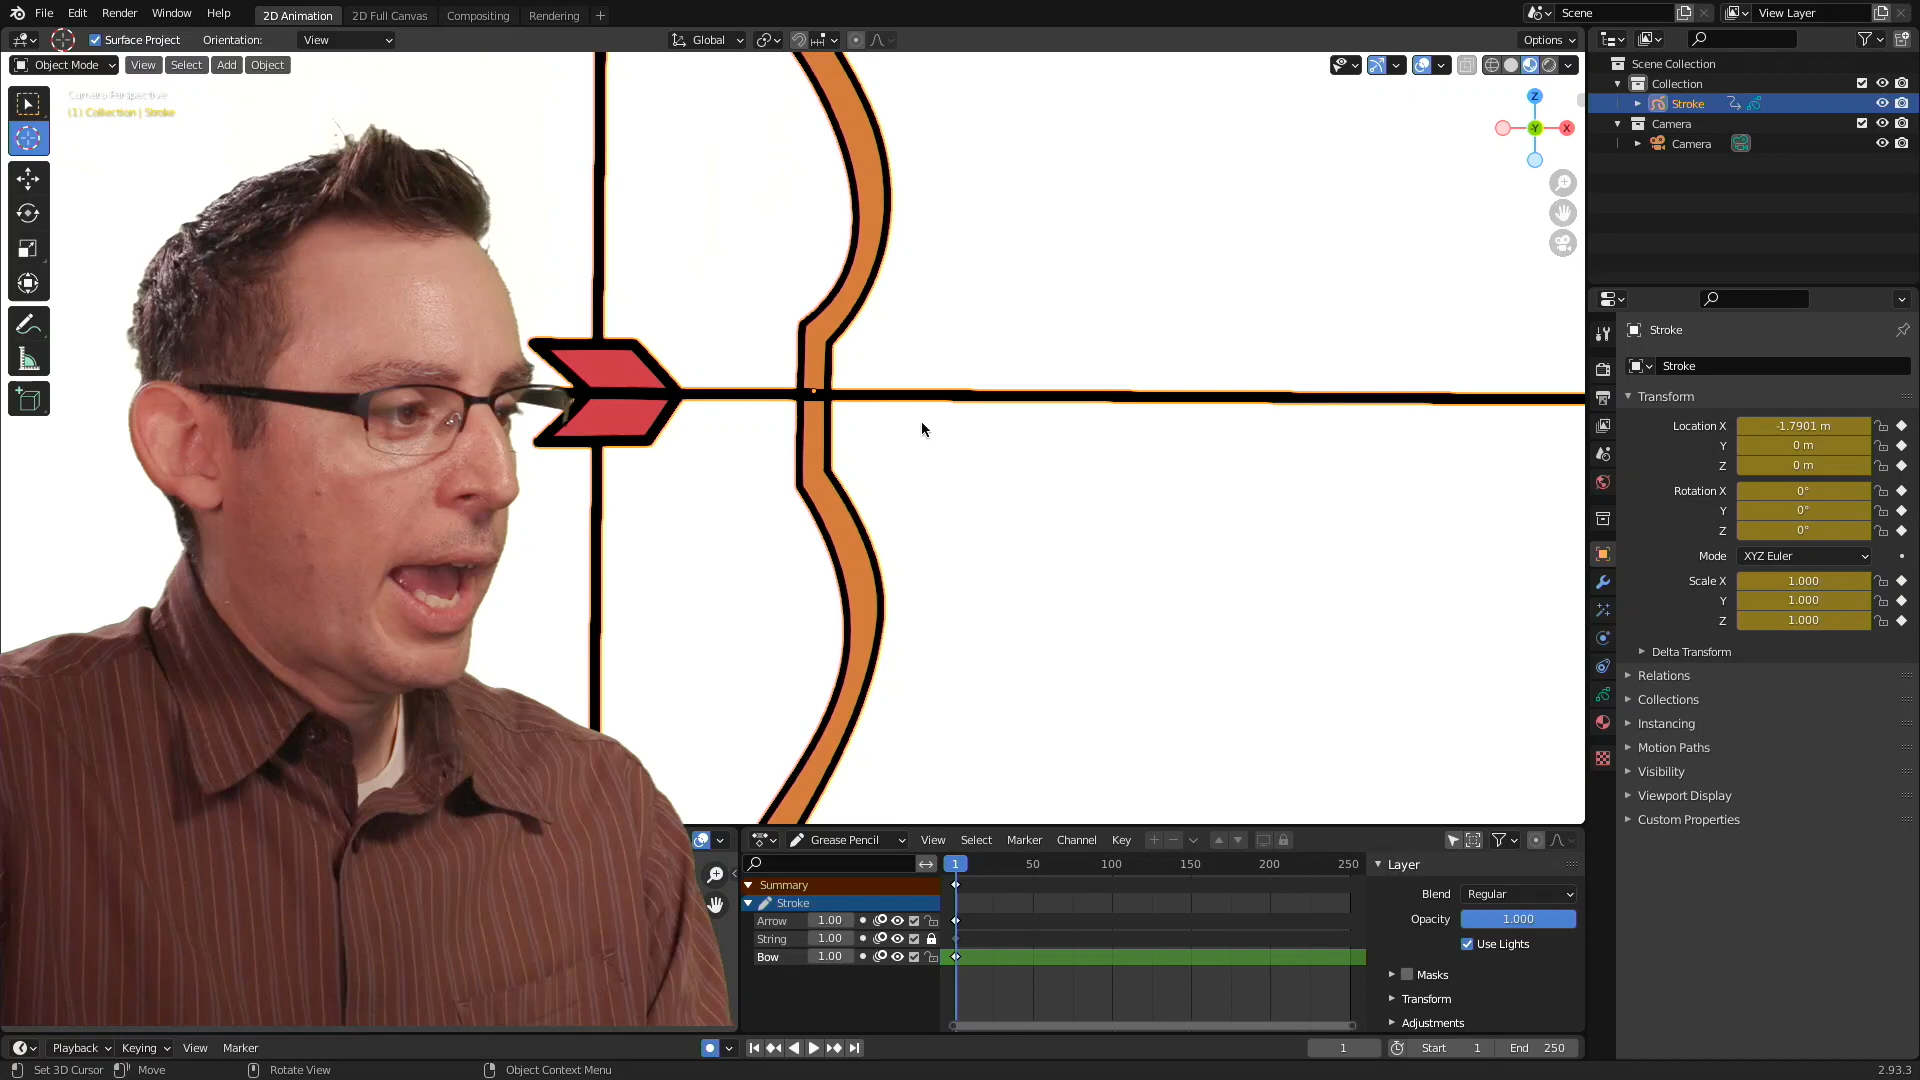 File Edit Render Window Help 2D Animation 2D Full Canvas Compositing Rendering + Scene View Layer
Surface Project Orientation: View Global Options
Object Mode View Select Add Object
Camera Perspective
(1) Collection | Stroke
Z
Y
X
Scene Collection
Collection
Stroke
Camera
Camera
Stroke
Stroke
Transform
Location X -1.7901 m
Y 0 m
Z 0 m
Rotation X 0°
Y 0°
Z 0°
Mode XYZ Euler
Scale X 1.000
Y 1.000
Z 1.000
Delta Transform
Relations
Collections
Instancing
Motion Paths
Visibility
Viewport Display
Custom Properties
Grease Pencil View Select Marker Channel Key
1 50 100 150 200 250
Summary
Stroke
Arrow 1.00
String 1.00
Bow 1.00
Layer
Blend Regular
Opacity 1.000
Use Lights
Masks
Transform
Adjustments
Playback Keying View Marker 1 Start 1 End 250
Set 3D Cursor Move Rotate View Object Context Menu 2.93.3